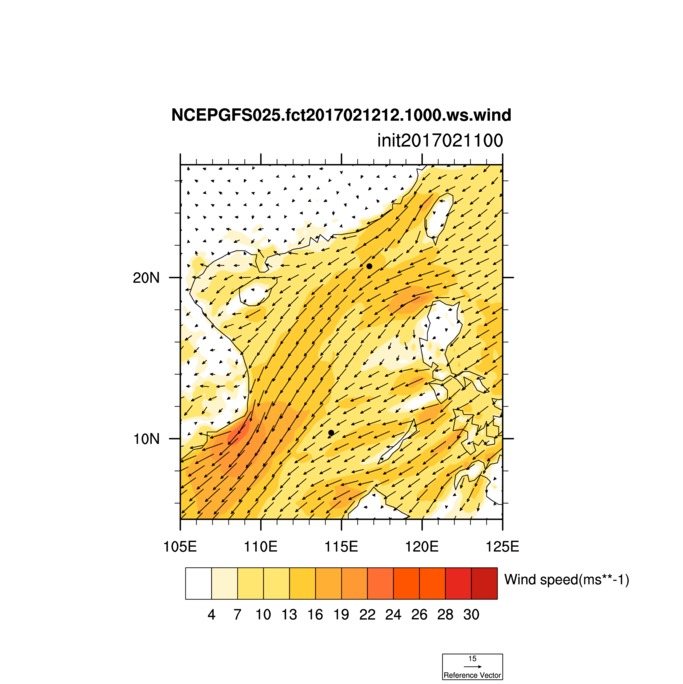 NCEPGFS025.fct2017021212.1000.ws.wind
init2017021100
20N
10N
105E 110E 115E 120E 125E
Wind speed(ms**-1)
4 7 10 13 16 19 22 24 26 28 30
15
Reference Vector